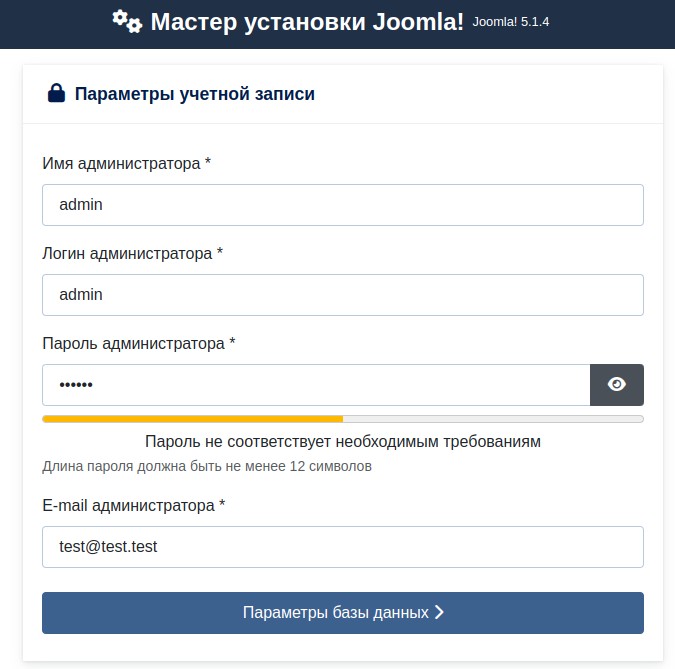 Мастер установки Joomla! Joomla! 5.1.4
Параметры учетной записи
Имя администратора *
admin
Логин администратора *
admin
Пароль администратора *
••••••
Пароль не соответствует необходимым требованиям
Длина пароля должна быть не менее 12 символов
E-mail администратора *
test@test.test
Параметры базы данных